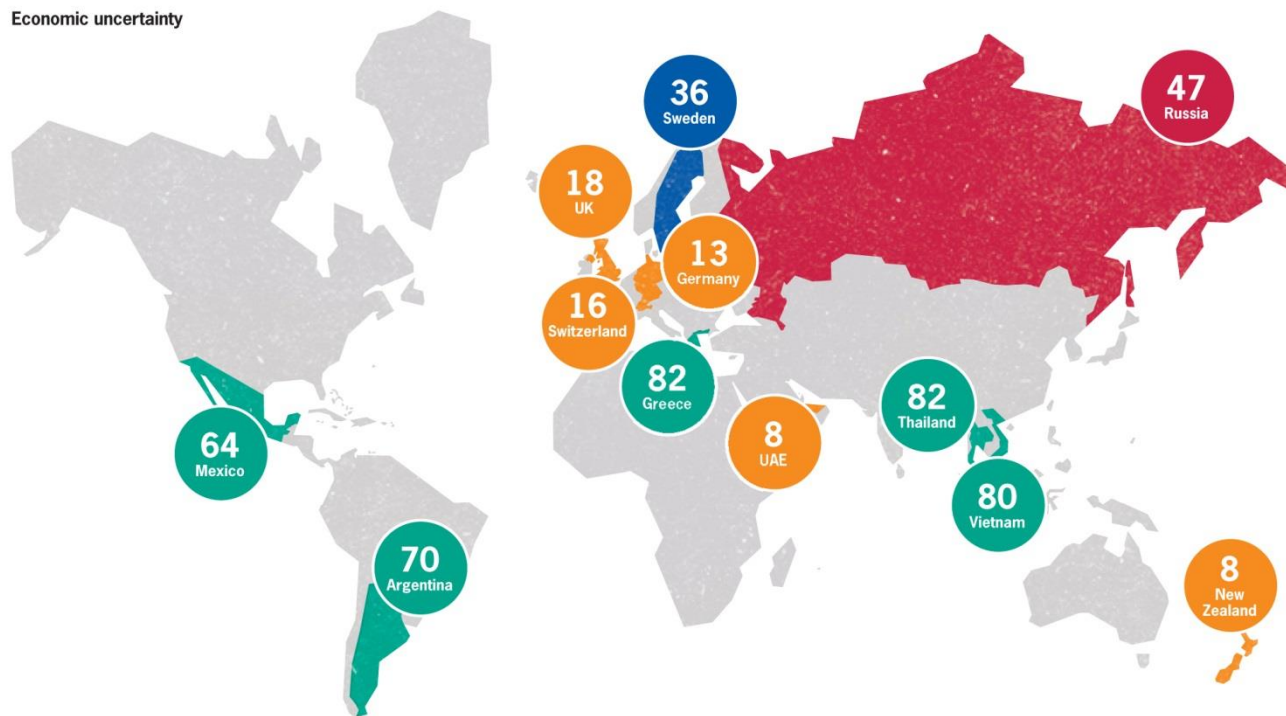 Economic uncertainty
36
Sweden
47
Russia
18
UK
13
Germany
16
Switzerland
82
Greece
82
Thailand
8
UAE
64
Mexico
80
Vietnam
70
Argentina
8
New
Zealand